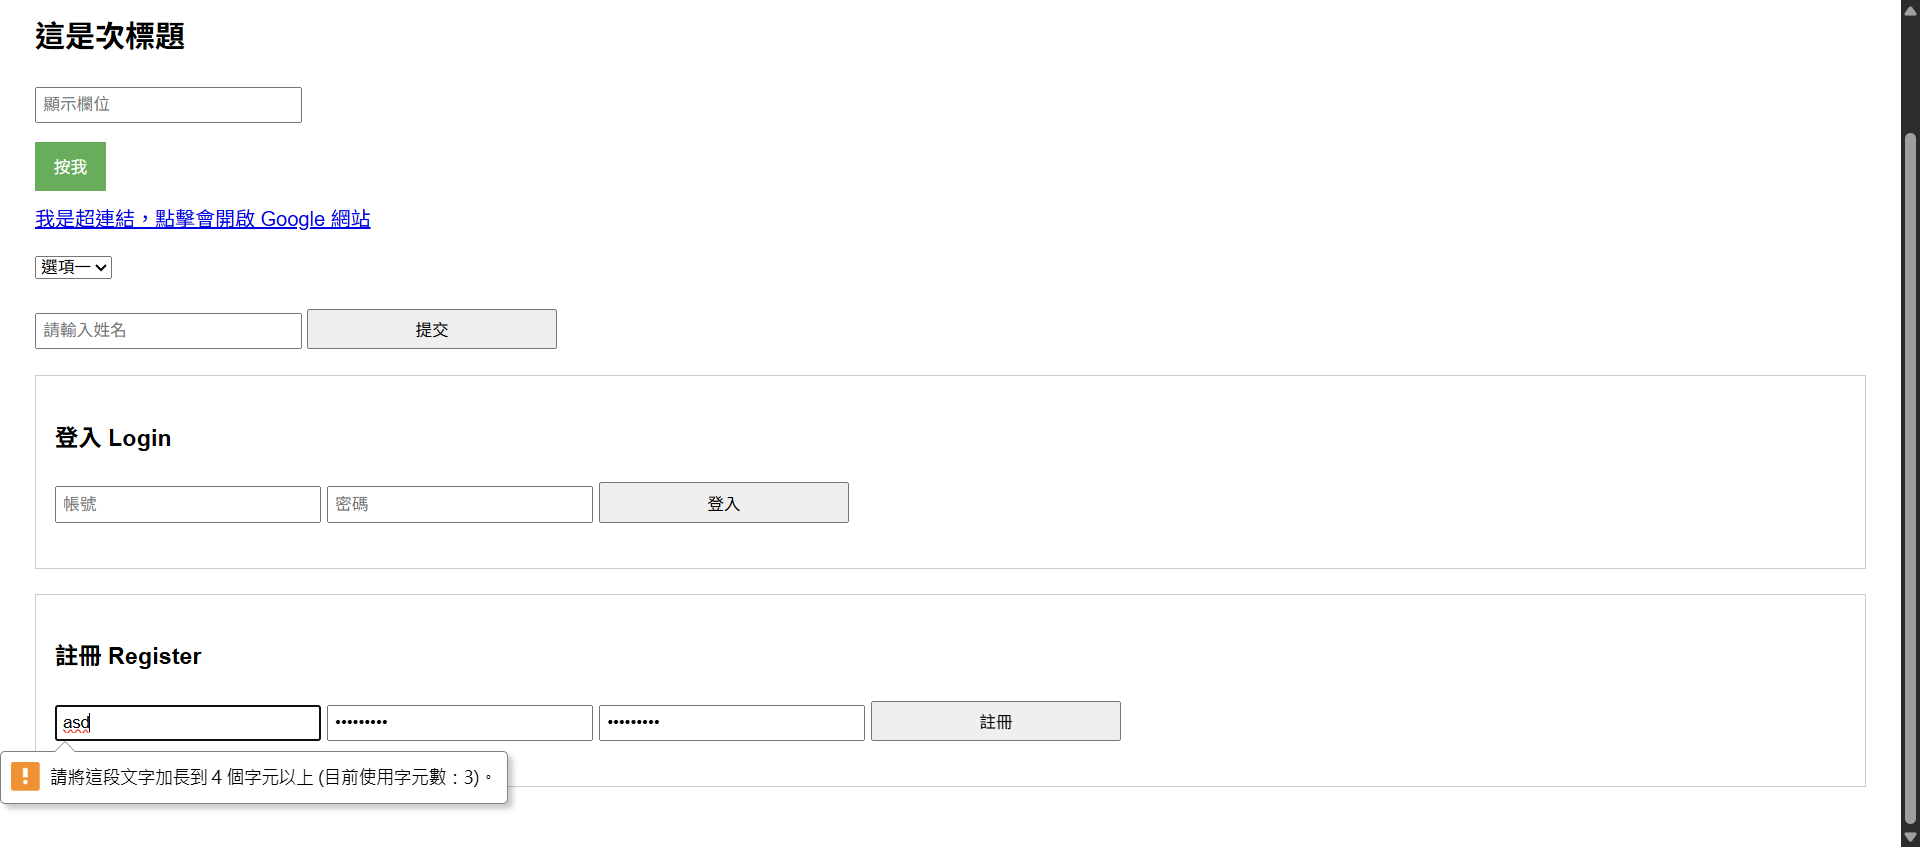 這是次標題
顯示欄位
按我
我是超連結，點擊會開啟 Google 網站
選項一
請輸入姓名 提交
登入 Login
帳號 密碼 登入
註冊 Register
asd ••••••••• ••••••••• 註冊
請將這段文字加長到 4 個字元以上 (目前使用字元數：3)。